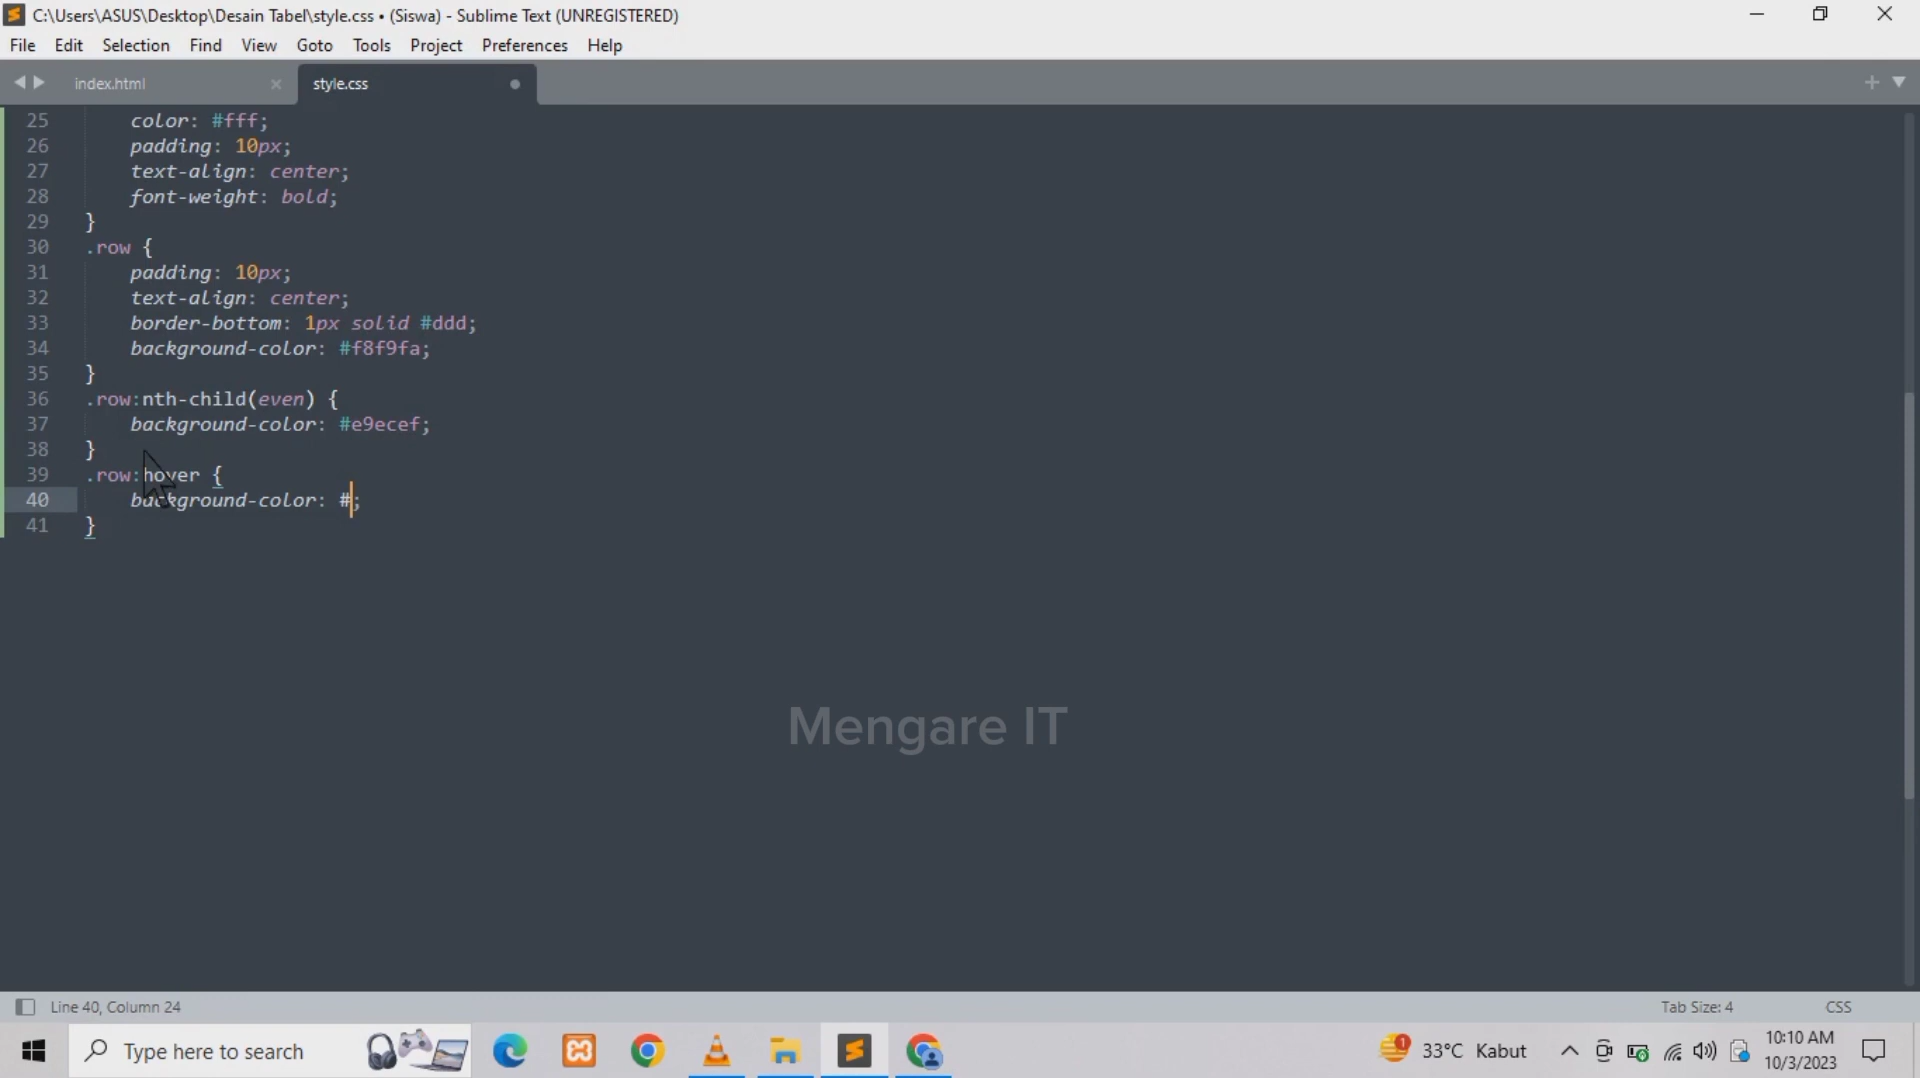 C:\Users\ASUS\Desktop\Desain Tabel\style.css • (Siswa) - Sublime Text (UNREGISTERED)
File Edit Selection Find View Goto Tools Project Preferences Help
index.html
style.css
25 color: #fff;
26 padding: 10px;
27 text-align: center;
28 font-weight: bold;
29 }
30 .row {
31 padding: 10px;
32 text-align: center;
33 border-bottom: 1px solid #ddd;
34 background-color: #f8f9fa;
35 }
36 .row:nth-child(even) {
37 background-color: #e9ecef;
38 }
39 .row:hover {
40 background-color: #;
41 }
Mengare IT
Line 40, Column 24
Tab Size: 4
CSS
Type here to search
1
33°C Kabut
10:10 AM
10/3/2023